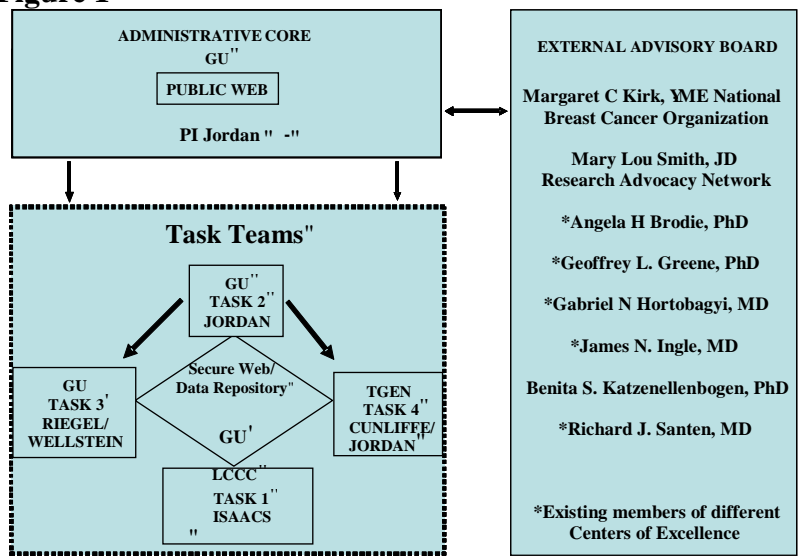 Figure 1
ADMINISTRATIVE CORE
GU"
PUBLIC WEB
PI Jordan " -"
Task Teams"
GU"
TASK 2"
JORDAN
Secure Web/
Data Repository"
GU'
GU
TASK 3'
RIEGEL/
WELLSTEIN
TGEN
TASK 4"
CUNLIFFE/
JORDAN"
LCCC"
TASK 1"
ISAACS
"
EXTERNAL ADVISORY BOARD
Margaret C Kirk, YME National
Breast Cancer Organization
Mary Lou Smith, JD
Research Advocacy Network
*Angela H Brodie, PhD
*Geoffrey L. Greene, PhD
*Gabriel N Hortobagyi, MD
*James N. Ingle, MD
Benita S. Katzenellenbogen, PhD
*Richard J. Santen, MD
*Existing members of different
Centers of Excellence